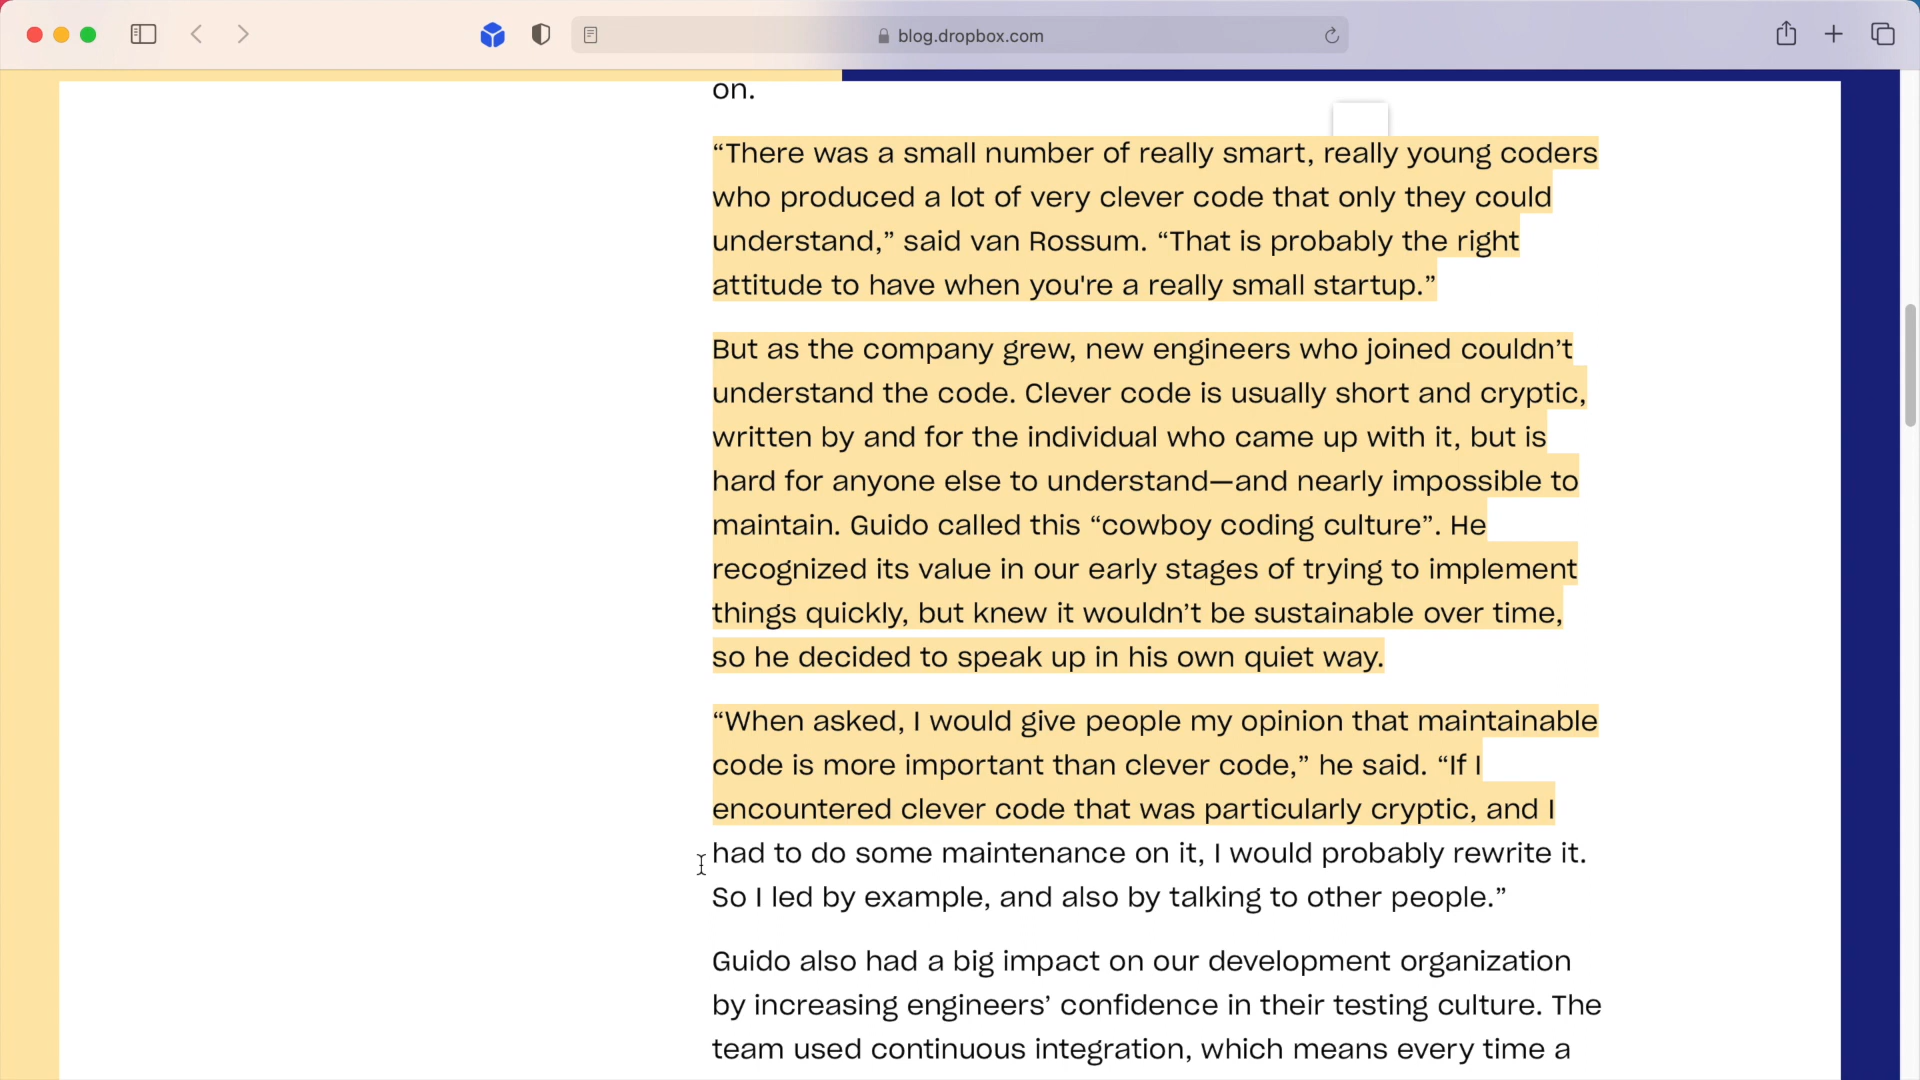 blog.dropbox.com
on.
“There was a small number of really smart, really young coders
who produced a lot of very clever code that only they could
understand,” said van Rossum. “That is probably the right
attitude to have when you're a really small startup.”
But as the company grew, new engineers who joined couldn’t
understand the code. Clever code is usually short and cryptic,
written by and for the individual who came up with it, but is
hard for anyone else to understand—and nearly impossible to
maintain. Guido called this “cowboy coding culture”. He
recognized its value in our early stages of trying to implement
things quickly, but knew it wouldn’t be sustainable over time,
so he decided to speak up in his own quiet way.
“When asked, I would give people my opinion that maintainable
code is more important than clever code,” he said. “If I
encountered clever code that was particularly cryptic, and I
had to do some maintenance on it, I would probably rewrite it.
So I led by example, and also by talking to other people.”
Guido also had a big impact on our development organization
by increasing engineers’ confidence in their testing culture. The
team used continuous integration, which means every time a